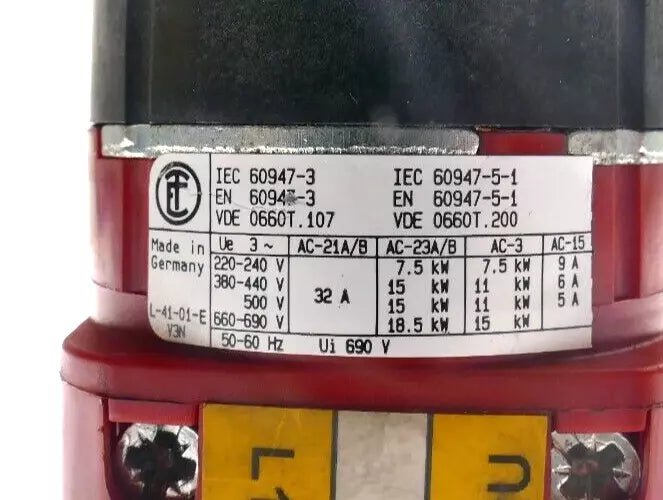 IEC 60947-3 IEC 60947-5-1
EN 60947-3 EN 60947-5-1
VDE 0660T.107 VDE 0660T.200
Made in Germany
L-41-01-E
V3N
Ue 3 ~ AC-21A/B AC-23A/B AC-3 AC-15
220-240 V 32 A 7.5 kW 7.5 kW 9 A
380-440 V 15 kW 11 kW 6 A
500 V 15 kW 11 kW 5 A
660-690 V 18.5 kW 15 kW
50-60 Hz Ui 690 V
L1
U